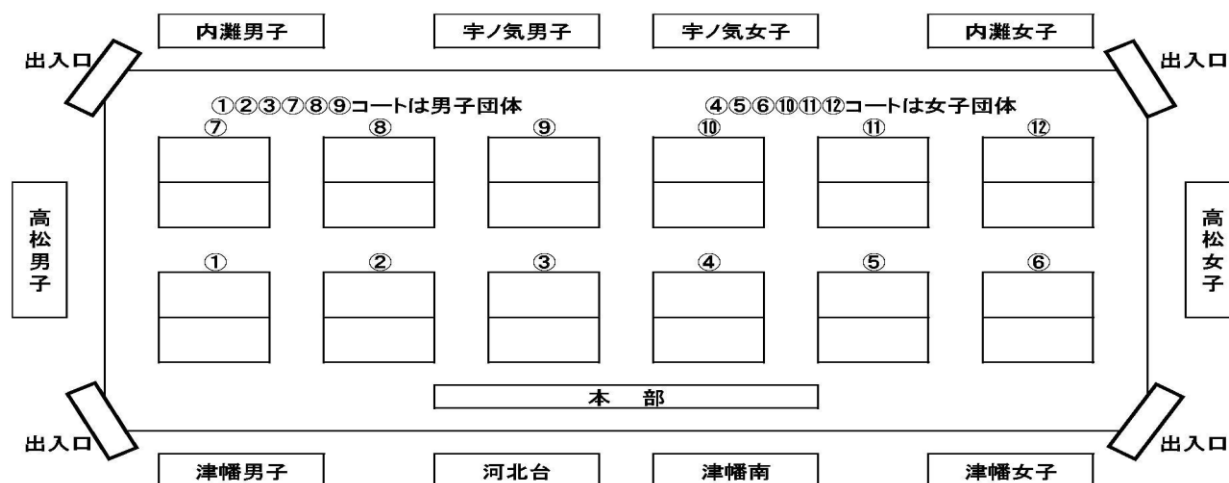 内灘男子 宇ノ気男子 宇ノ気女子 内灘女子
出入口 出入口
①②③⑦⑧⑨コートは男子団体 ④⑤⑥⑩⑪⑫コートは女子団体
⑦ ⑧ ⑨ ⑩ ⑪ ⑫
高松男子
高松女子
① ② ③ ④ ⑤ ⑥
本 部
出入口 出入口
津幡男子 河北台 津幡南 津幡女子